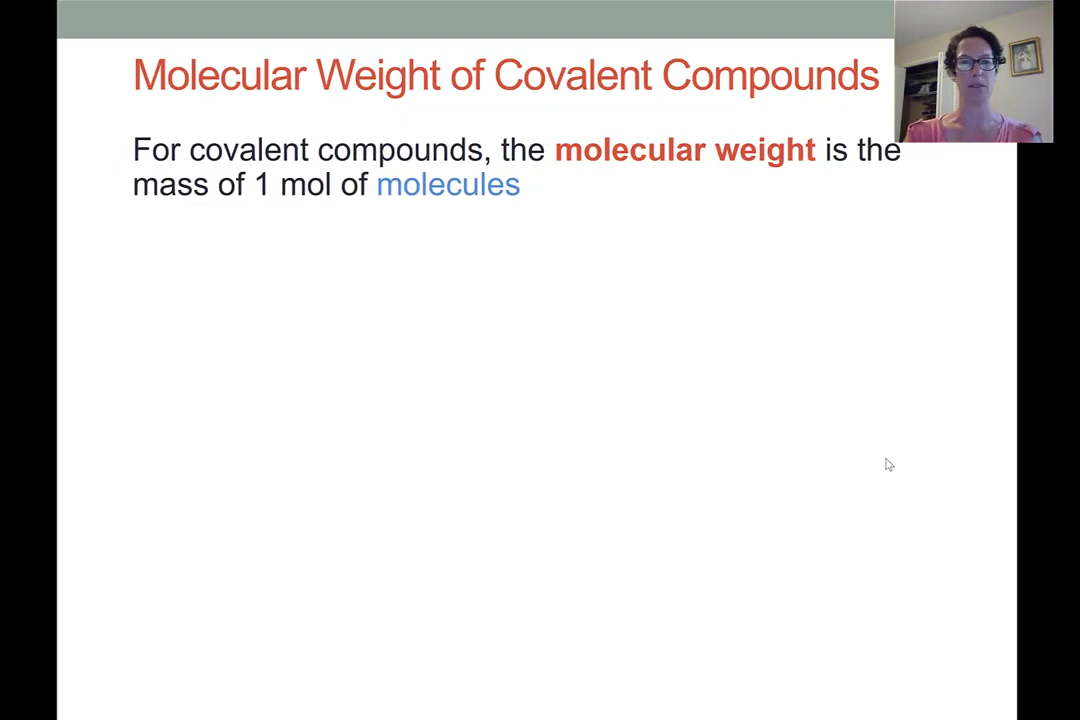 Molecular Weight of Covalent Compounds
For covalent compounds, the molecular weight is the
mass of 1 mol of molecules